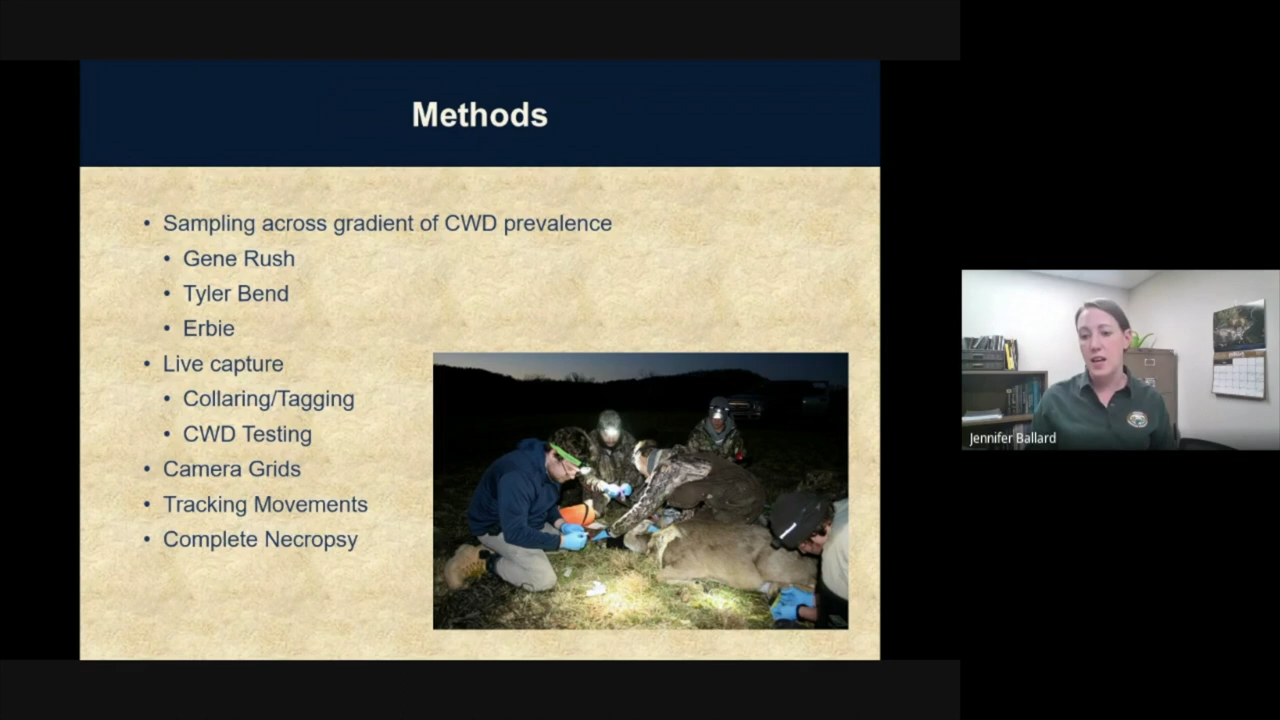 Methods
• Sampling across gradient of CWD prevalence
• Gene Rush
• Tyler Bend
• Erbie
• Live capture
• Collaring/Tagging
• CWD Testing
• Camera Grids
• Tracking Movements
• Complete Necropsy
Jennifer Ballard